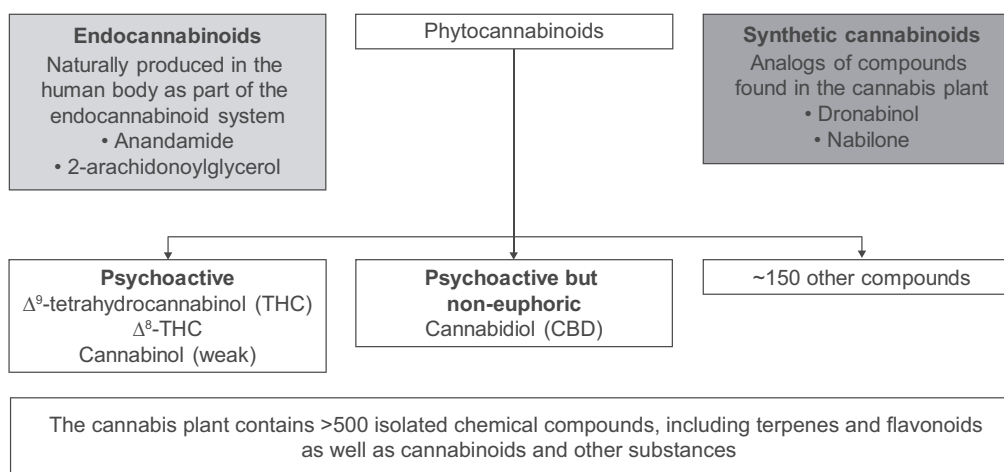 Endocannabinoids
Naturally produced in the
human body as part of the
endocannabinoid system
• Anandamide
• 2-arachidonoylglycerol
Phytocannabinoids
Synthetic cannabinoids
Analogs of compounds
found in the cannabis plant
• Dronabinol
• Nabilone
Psychoactive
Δ⁹-tetrahydrocannabinol (THC)
Δ⁸-THC
Cannabinol (weak)
Psychoactive but
non-euphoric
Cannabidiol (CBD)
~150 other compounds
The cannabis plant contains >500 isolated chemical compounds, including terpenes and flavonoids
as well as cannabinoids and other substances